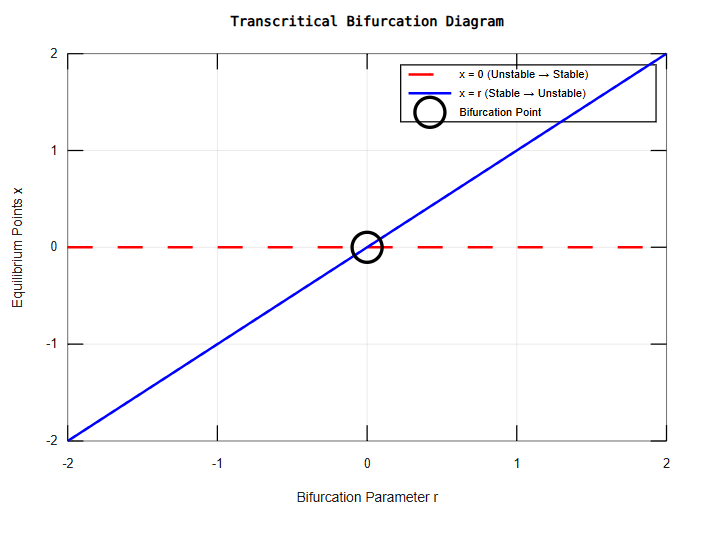 Transcritical Bifurcation Diagram
x = 0 (Unstable → Stable)
x = r (Stable → Unstable)
Bifurcation Point
2
1
0
-1
-2
Equilibrium Points x
-2
-1
0
1
2
Bifurcation Parameter r